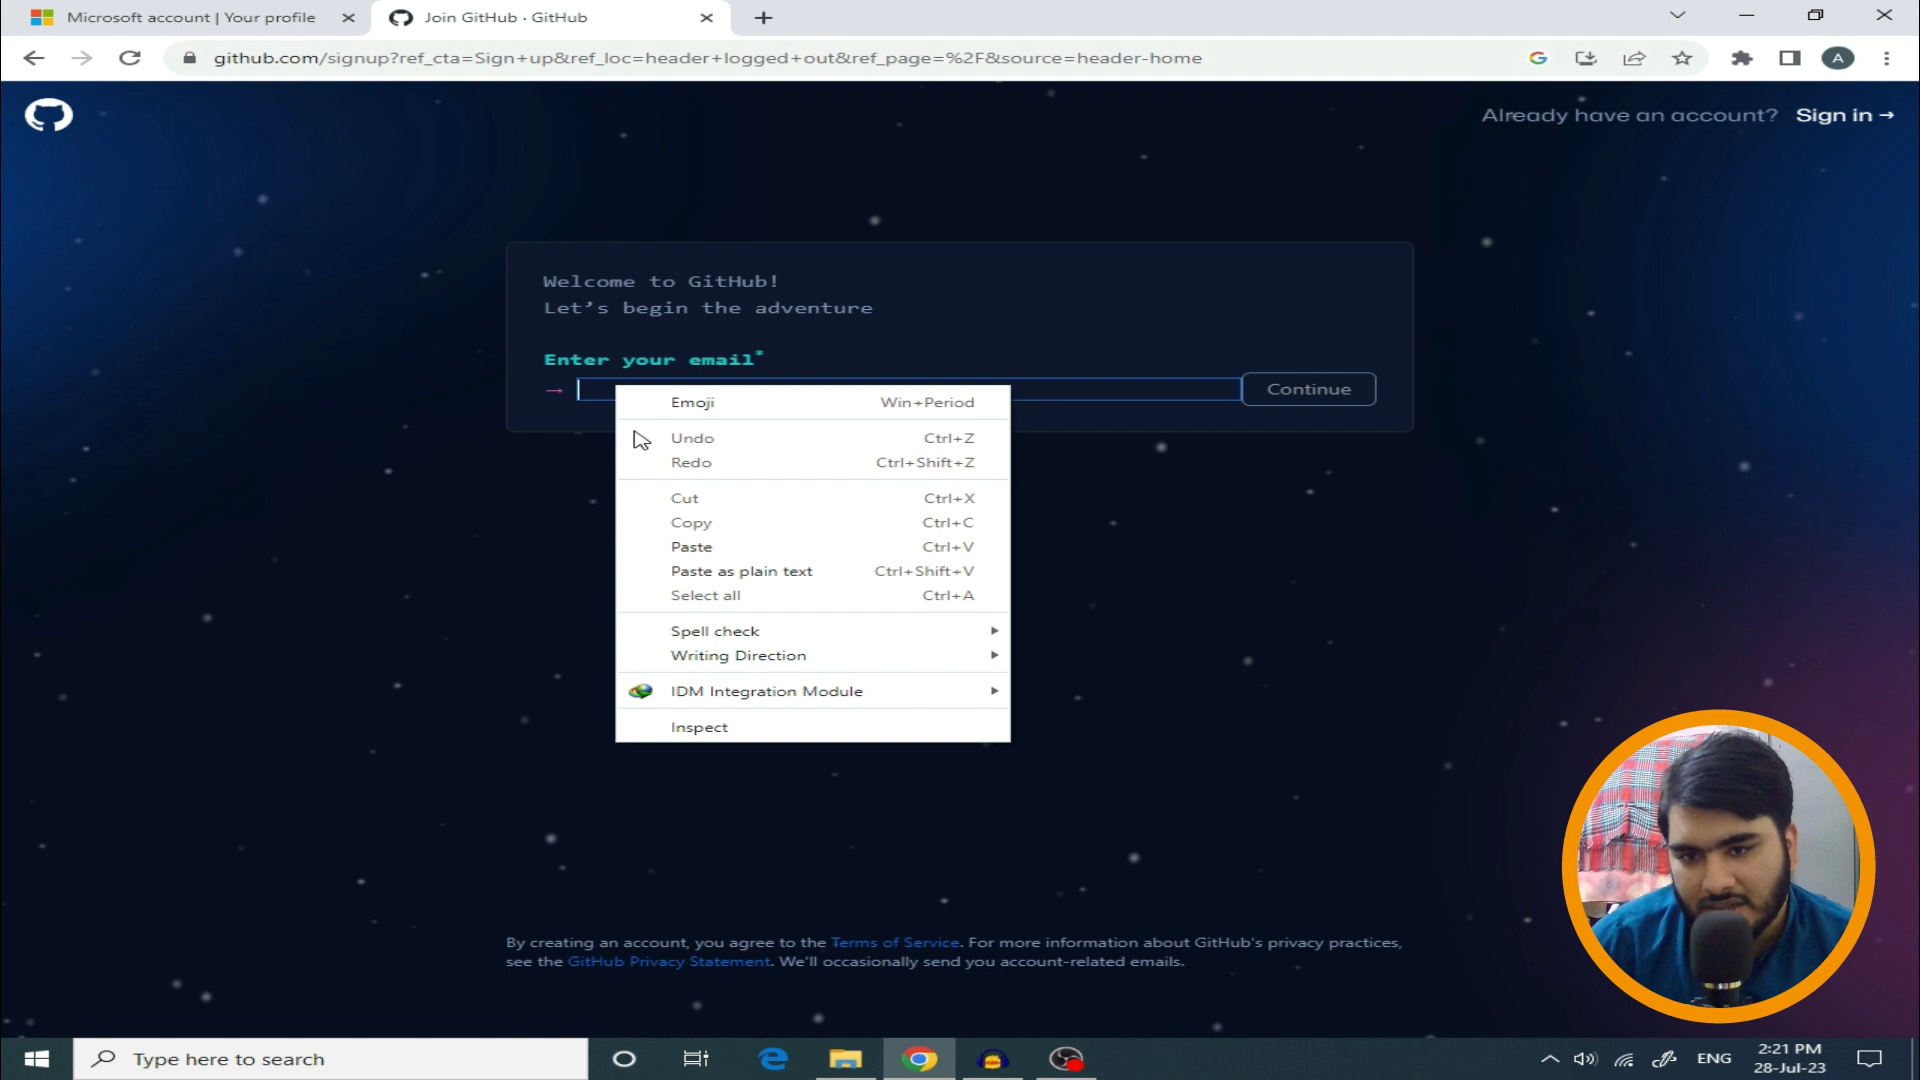 Microsoft account | Your profile
Join GitHub · GitHub
github.com/signup?ref_cta=Sign+up&ref_loc=header+logged+out&ref_page=%2F&source=header-home
A
Already have an account? Sign in →
Welcome to GitHub!
Let's begin the adventure
Enter your email*
→
Continue
Emoji Win+Period
Undo Ctrl+Z
Redo Ctrl+Shift+Z
Cut Ctrl+X
Copy Ctrl+C
Paste Ctrl+V
Paste as plain text Ctrl+Shift+V
Select all Ctrl+A
Spell check
Writing Direction
IDM Integration Module
Inspect
By creating an account, you agree to the Terms of Service. For more information about GitHub's privacy practices,
see the GitHub Privacy Statement. We'll occasionally send you account-related emails.
Type here to search
ENG
2:21 PM
28-Jul-23